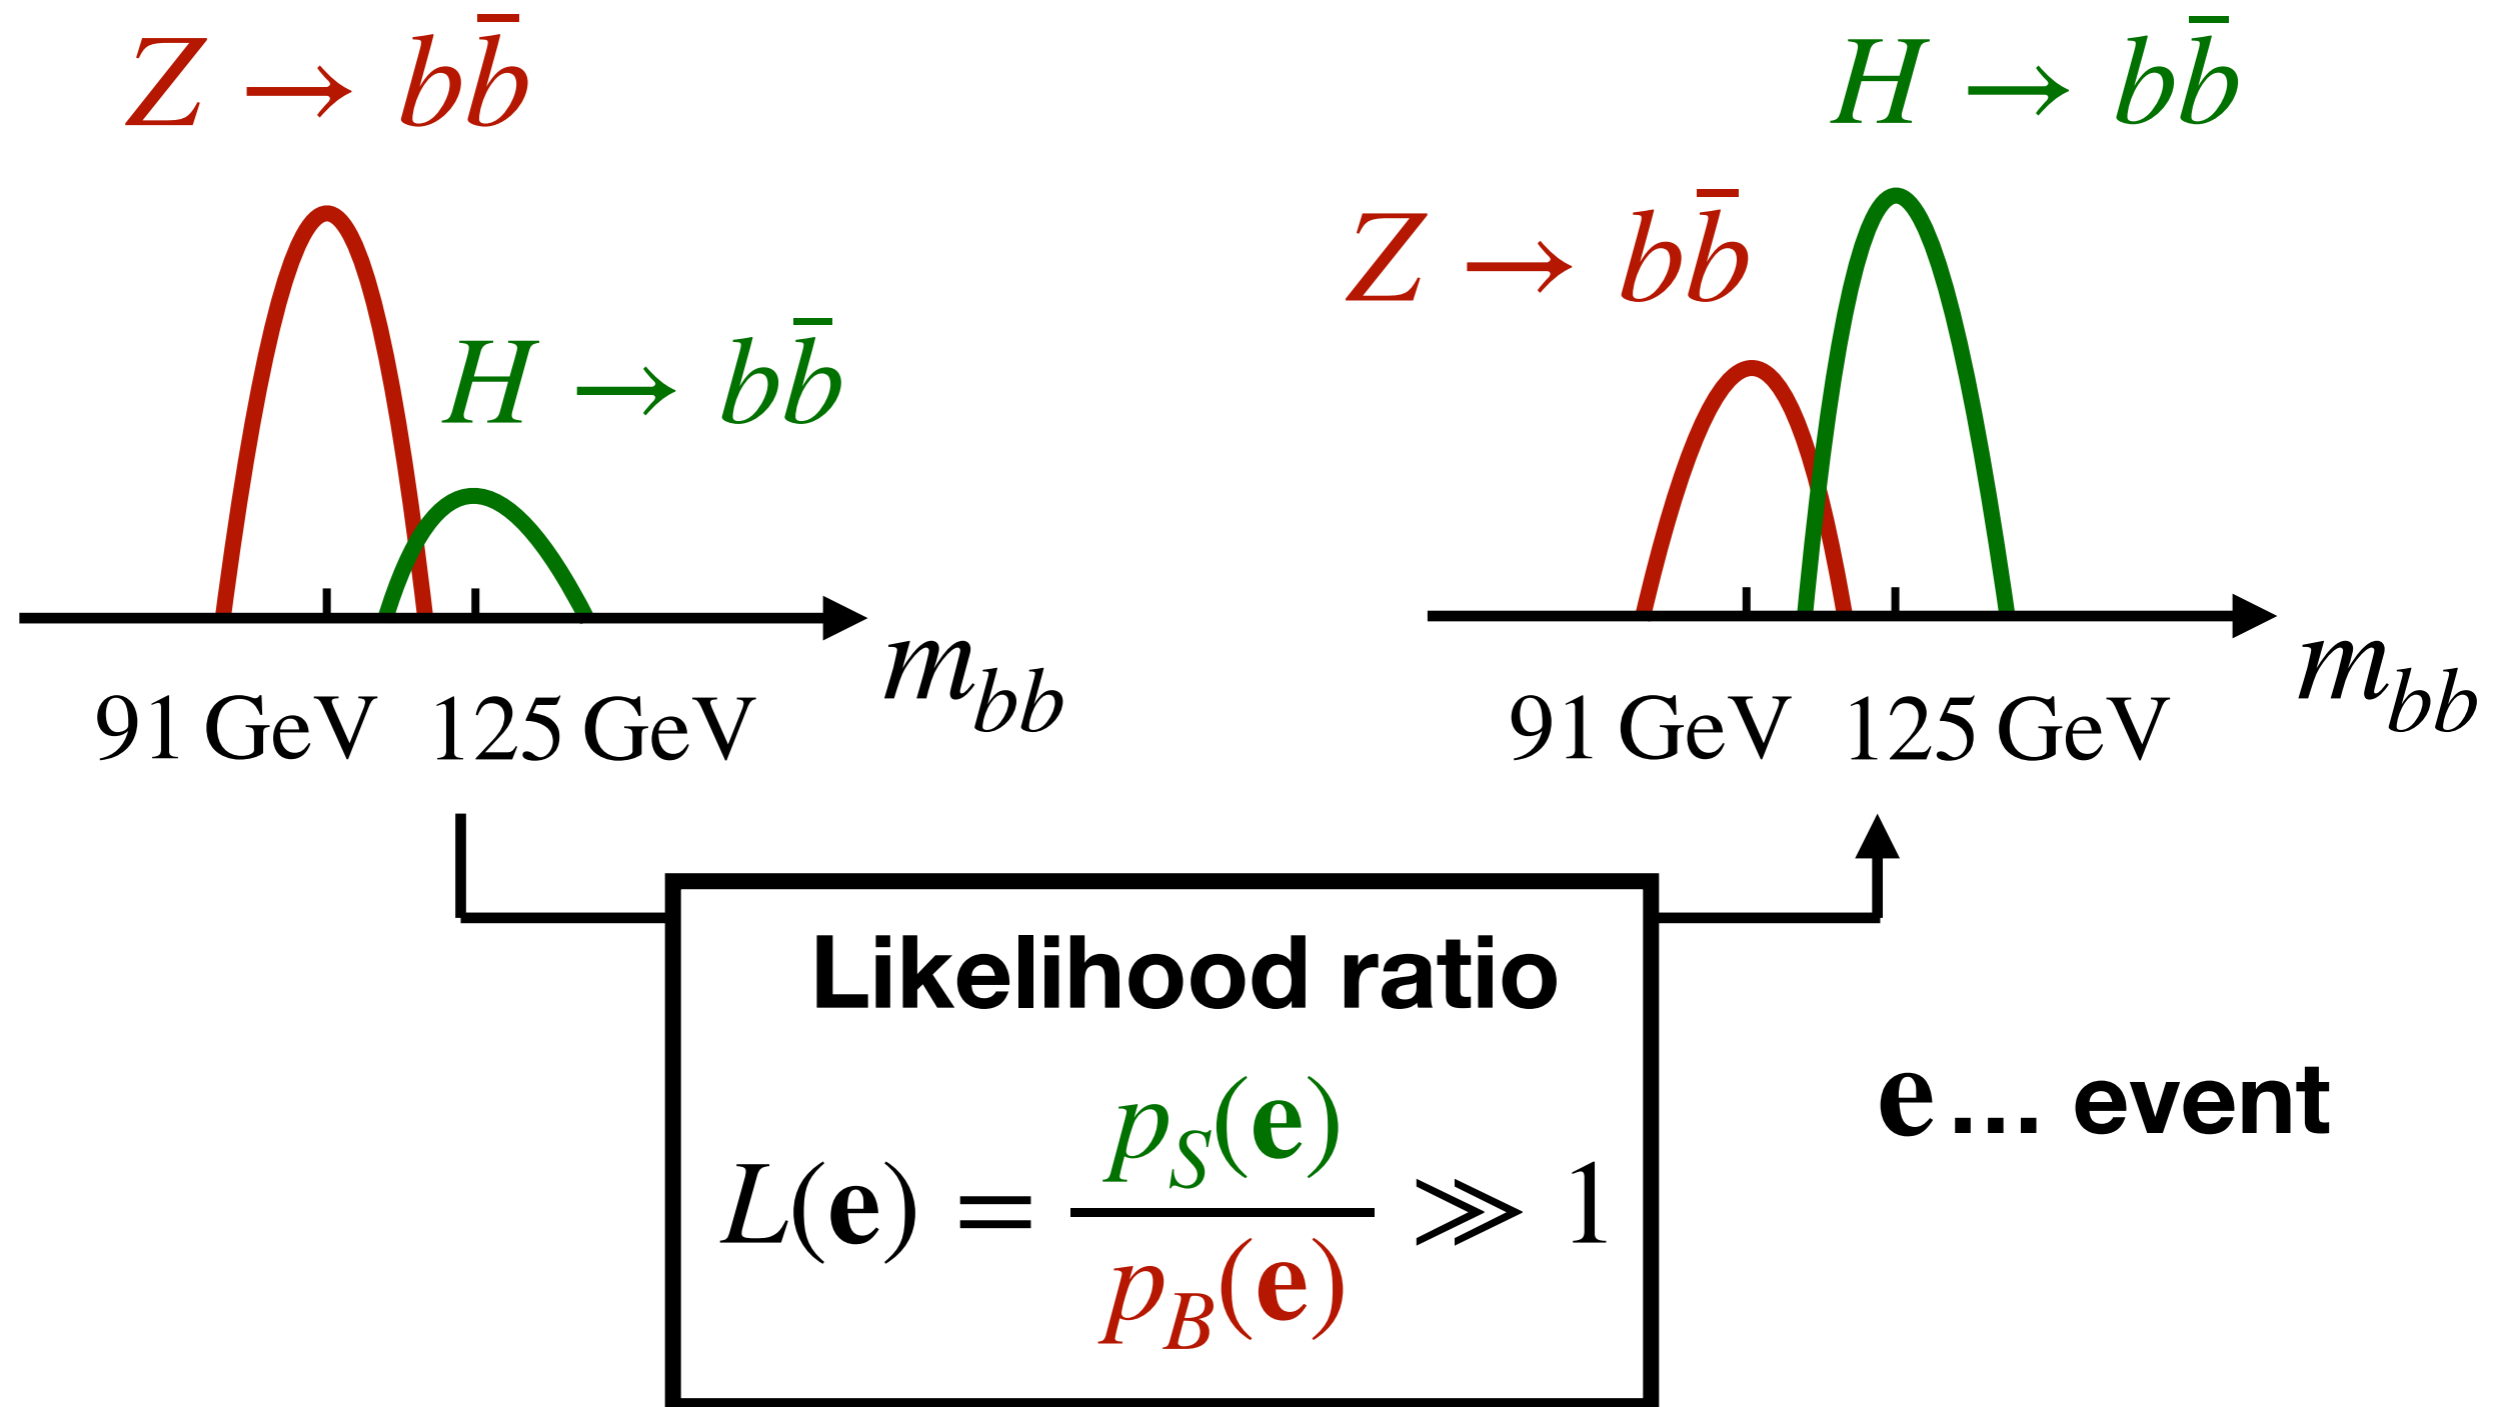 Z → bb̅
H → bb̅
91 GeV 125 GeV
m_bb
H → bb̅
Z → bb̅
91 GeV 125 GeV
m_bb
Likelihood ratio
L(e) = p_S(e) / p_B(e) ≫ 1
e ... event